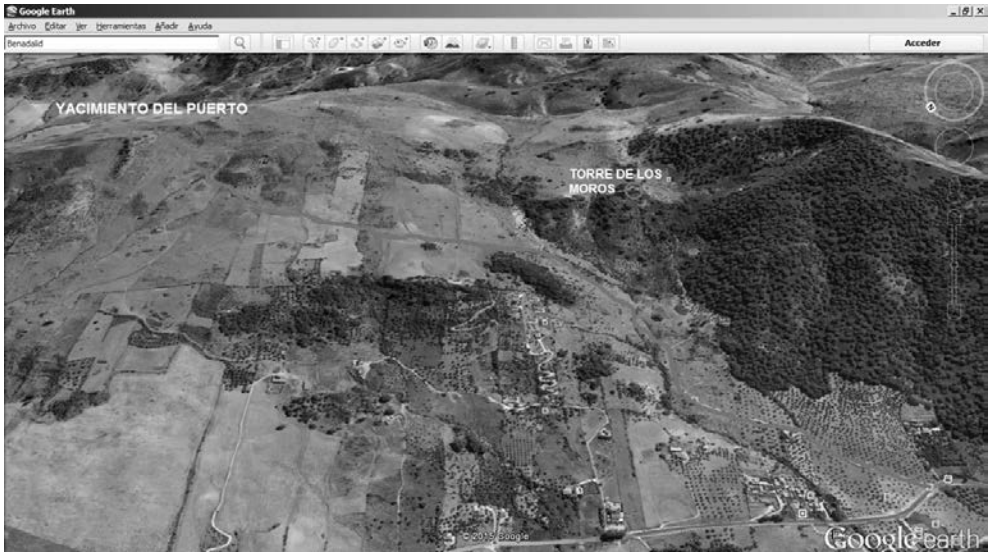 Google Earth
Archivo Editar Ver Herramientas Añadir Ayuda
Benadalid
Acceder
YACIMIENTO DEL PUERTO
TORRE DE LOS
MOROS
© 2015 Google
Google earth